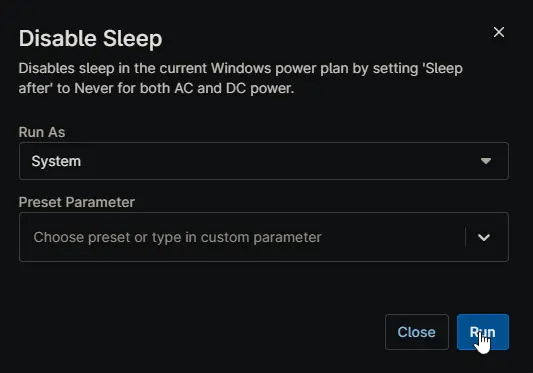 Disable Sleep
Disables sleep in the current Windows power plan by setting 'Sleep
after' to Never for both AC and DC power.
Run As
System
Preset Parameter
Choose preset or type in custom parameter
Close
Run